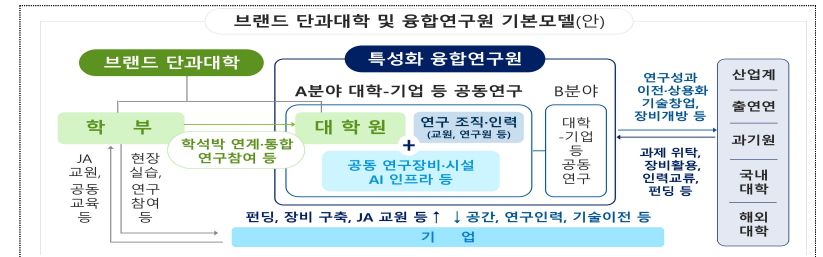 브랜드 단과대학 및 융합연구원 기본모델(안)
브랜드 단과대학
특성화 융합연구원
A분야 대학-기업 등 공동연구
B분야
학 부
대 학 원
연구 조직·인력
(교원, 연구원 등)
+
공동 연구장비·시설
AI 인프라 등
대학
-기업
등
공동
연구
학석박 연계·통합
연구참여 등
JA
교원,
공동
교육
등
현장
실습,
연구
참여
등
연구성과
이전·상용화
기술창업,
장비개방 등
과제 위탁,
장비활용,
인력교류,
펀딩 등
산업계
출연연
과기원
국내
대학
해외
대학
펀딩, 장비 구축, JA 교원 등↑ ↓공간, 연구인력, 기술이전 등
기 업